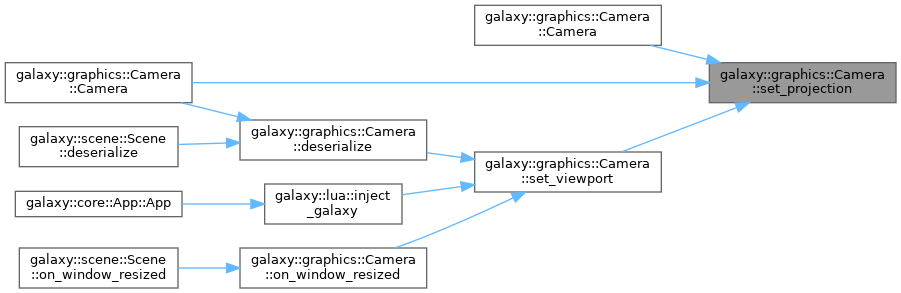 galaxy::graphics::Camera
::Camera
galaxy::graphics::Camera
::set_projection
galaxy::graphics::Camera
::Camera
galaxy::graphics::Camera
::deserialize
galaxy::scene::Scene
::deserialize
galaxy::graphics::Camera
::set_viewport
galaxy::lua::inject
_galaxy
galaxy::core::App::App
galaxy::graphics::Camera
::on_window_resized
galaxy::scene::Scene
::on_window_resized